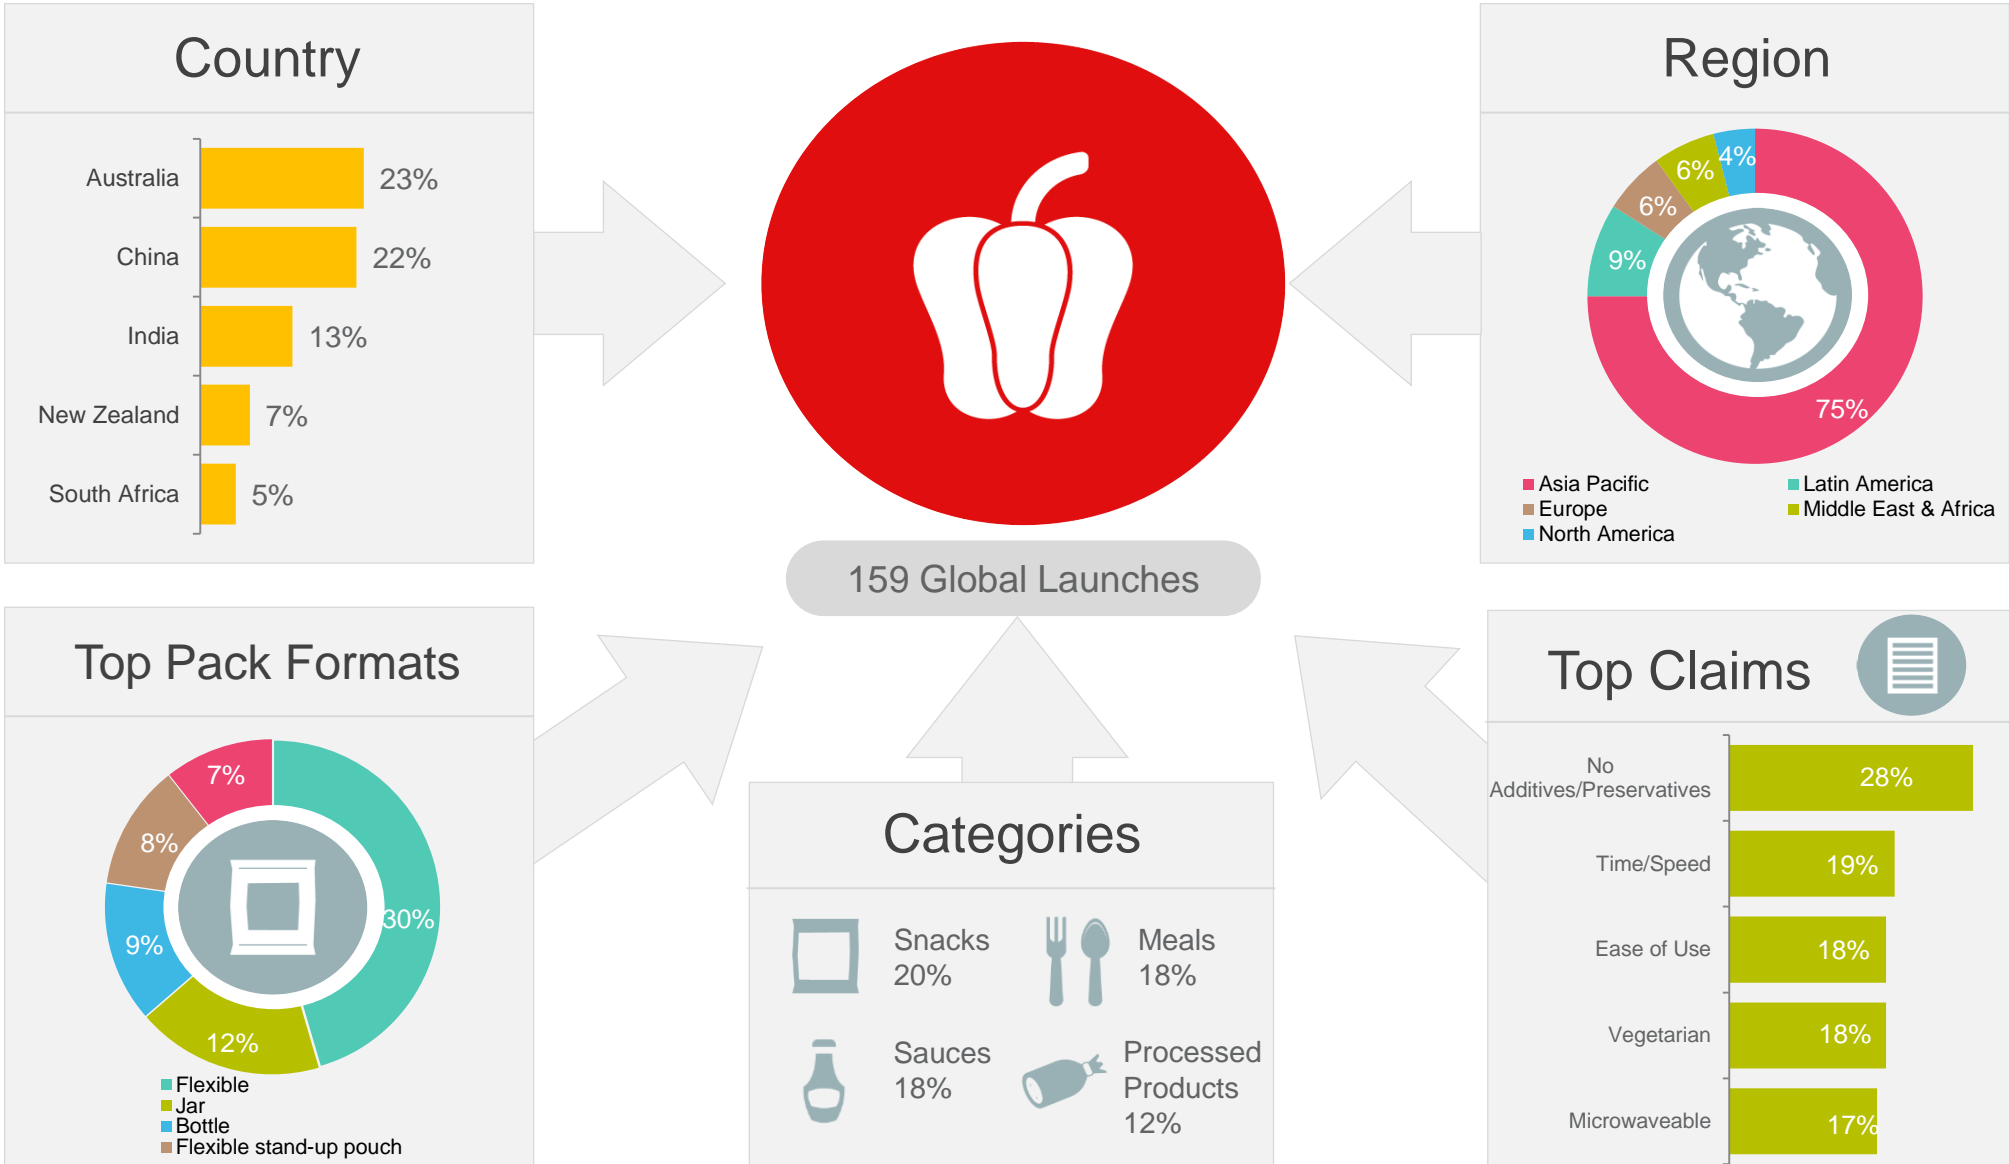 Country
Australia
23%
China
22%
India
13%
New Zealand
7%
South Africa
5%
159 Global Launches
Region
4%
6%
6%
9%
75%
Asia Pacific
Latin America
Europe
Middle East & Africa
North America
Top Pack Formats
7%
8%
30%
9%
12%
Flexible
Jar
Bottle
Flexible stand-up pouch
Categories
Snacks
20%
Meals
18%
Sauces
18%
Processed
Products
12%
Top Claims
No
Additives/Preservatives
28%
Time/Speed
19%
Ease of Use
18%
Vegetarian
18%
Microwaveable
17%